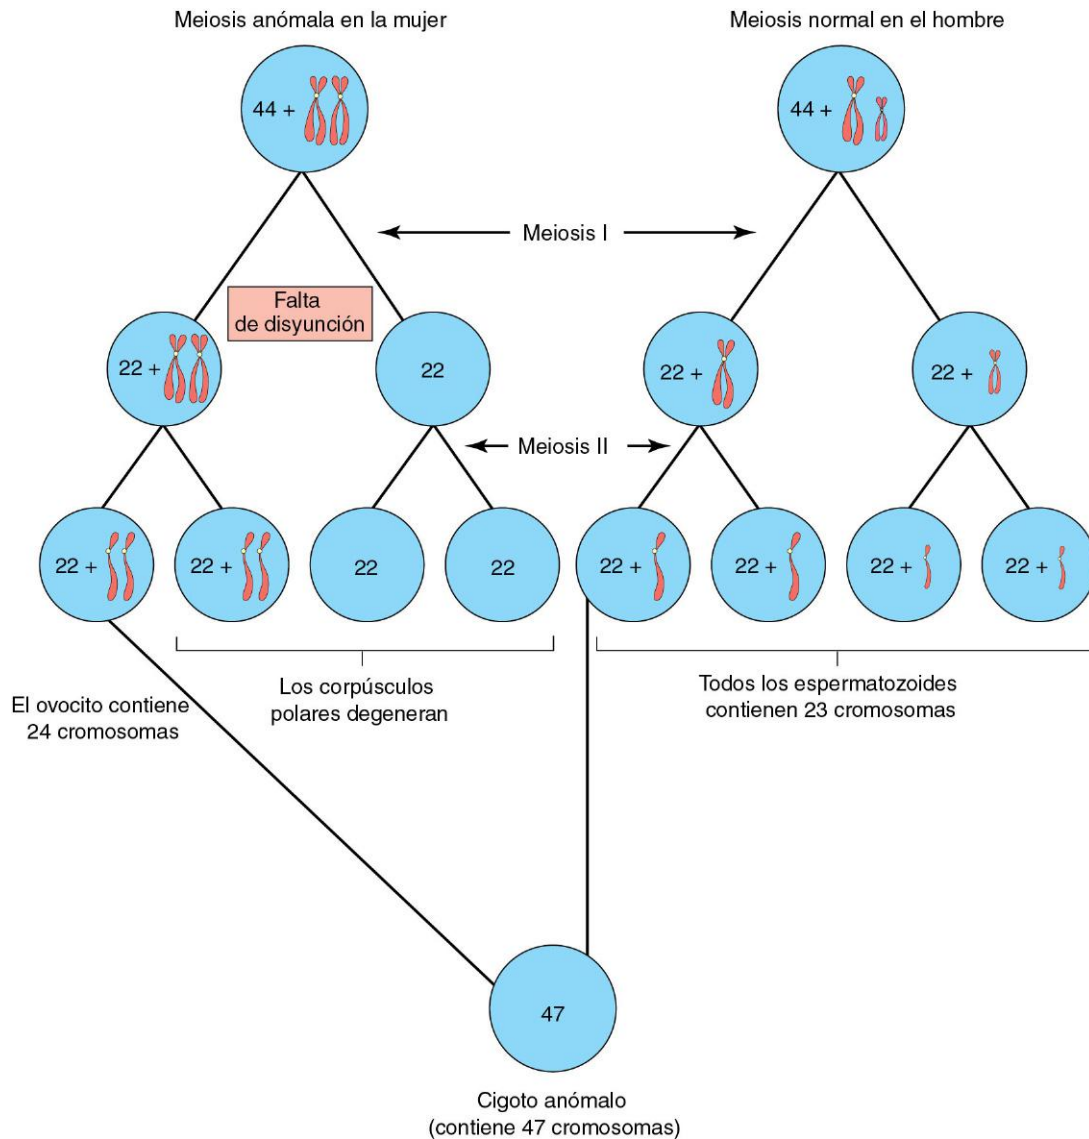 Meiosis anómala en la mujer
Meiosis normal en el hombre
44 +
44 +
Meiosis I
Falta
de disyunción
22 +
22
22 +
22 +
Meiosis II
22 +
22 +
22
22
22 +
22 +
22 +
22 +
El ovocito contiene
24 cromosomas
Los corpúsculos
polares degeneran
Todos los espermatozoides
contienen 23 cromosomas
47
Cigoto anómalo
(contiene 47 cromosomas)